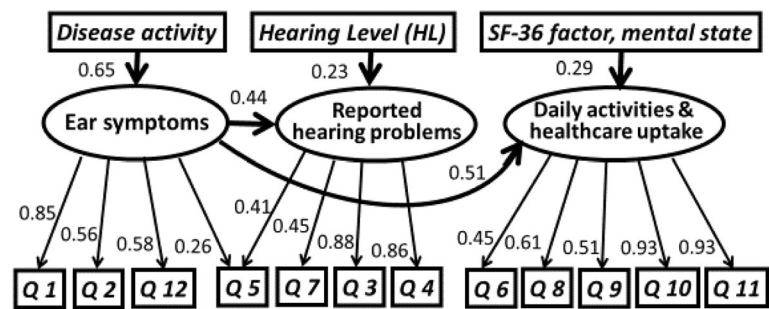 Disease activity
Hearing Level (HL)
SF-36 factor, mental state
0.65
0.23
0.29
Ear symptoms
0.44
Reported
hearing problems
Daily activities &
healthcare uptake
0.51
0.85
0.56
0.58
0.26
0.41
0.45
0.88
0.86
0.45
0.61
0.51
0.93
0.93
Q 1
Q 2
Q 12
Q 5
Q 7
Q 3
Q 4
Q 6
Q 8
Q 9
Q 10
Q 11